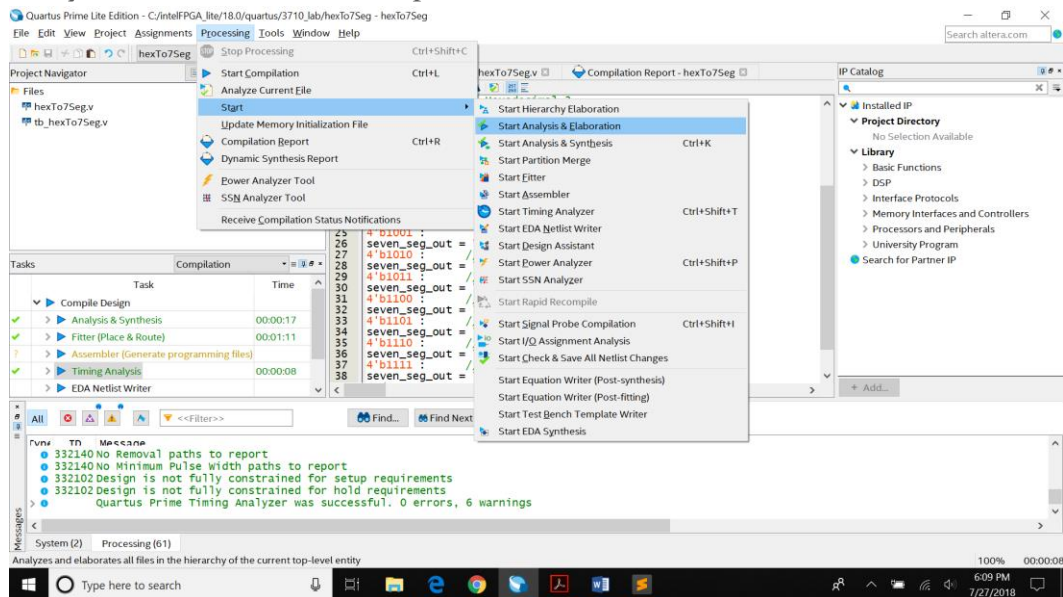 Quartus Prime Lite Edition - C:/intelFPGA_lite/18.0/quartus/3710_lab/hexTo7Seg - hexTo7Seg
File Edit View Project Assignments Processing Tools Window Help
Search altera.com
hexTo7Seg
Stop Processing Ctrl+Shift+C
Start Compilation Ctrl+L
Analyze Current File
Start
Update Memory Initialization File
Compilation Report Ctrl+R
Dynamic Synthesis Report
Power Analyzer Tool
SSN Analyzer Tool
Receive Compilation Status Notifications
Project Navigator
Files
hexTo7Seg.v
tb_hexTo7Seg.v
hexTo7Seg.v
Compilation Report - hexTo7Seg
Start Hierarchy Elaboration
Start Analysis & Elaboration
Start Analysis & Synthesis Ctrl+K
Start Partition Merge
Start Fitter
Start Assembler
Start Timing Analyzer Ctrl+Shift+T
Start EDA Netlist Writer
Start Design Assistant
Start Power Analyzer Ctrl+Shift+P
Start SSN Analyzer
Start Rapid Recompile
Start Signal Probe Compilation Ctrl+Shift+I
Start I/O Assignment Analysis
Start Check & Save All Netlist Changes
Start Equation Writer (Post-synthesis)
Start Equation Writer (Post-fitting)
Start Test Bench Template Writer
Start EDA Synthesis
IP Catalog
Installed IP
Project Directory
No Selection Available
Library
Basic Functions
DSP
Interface Protocols
Memory Interfaces and Controllers
Processors and Peripherals
University Program
Search for Partner IP
+ Add...
25 4'b1001 :
26 seven_seg_out =
27 4'b1010 :
28 seven_seg_out =
29 4'b1011 :
30 seven_seg_out =
31 4'b1100 :
32 seven_seg_out =
33 4'b1101 :
34 seven_seg_out =
35 4'b1110 :
36 seven_seg_out =
37 4'b1111 :
38 seven_seg_out =
Tasks Compilation
Task Time
Compile Design
Analysis & Synthesis 00:00:17
Fitter (Place & Route) 00:01:11
? Assembler (Generate programming files)
Timing Analysis 00:00:08
EDA Netlist Writer
All <<Filter>> Find... Find Next
Type ID Message
332140 No Removal paths to report
332140 No Minimum Pulse Width paths to report
332102 Design is not fully constrained for setup requirements
332102 Design is not fully constrained for hold requirements
Quartus Prime Timing Analyzer was successful. 0 errors, 6 warnings
Messages
System (2) Processing (61)
Analyzes and elaborates all files in the hierarchy of the current top-level entity
100% 00:00:08
Type here to search
6:09 PM
7/27/2018